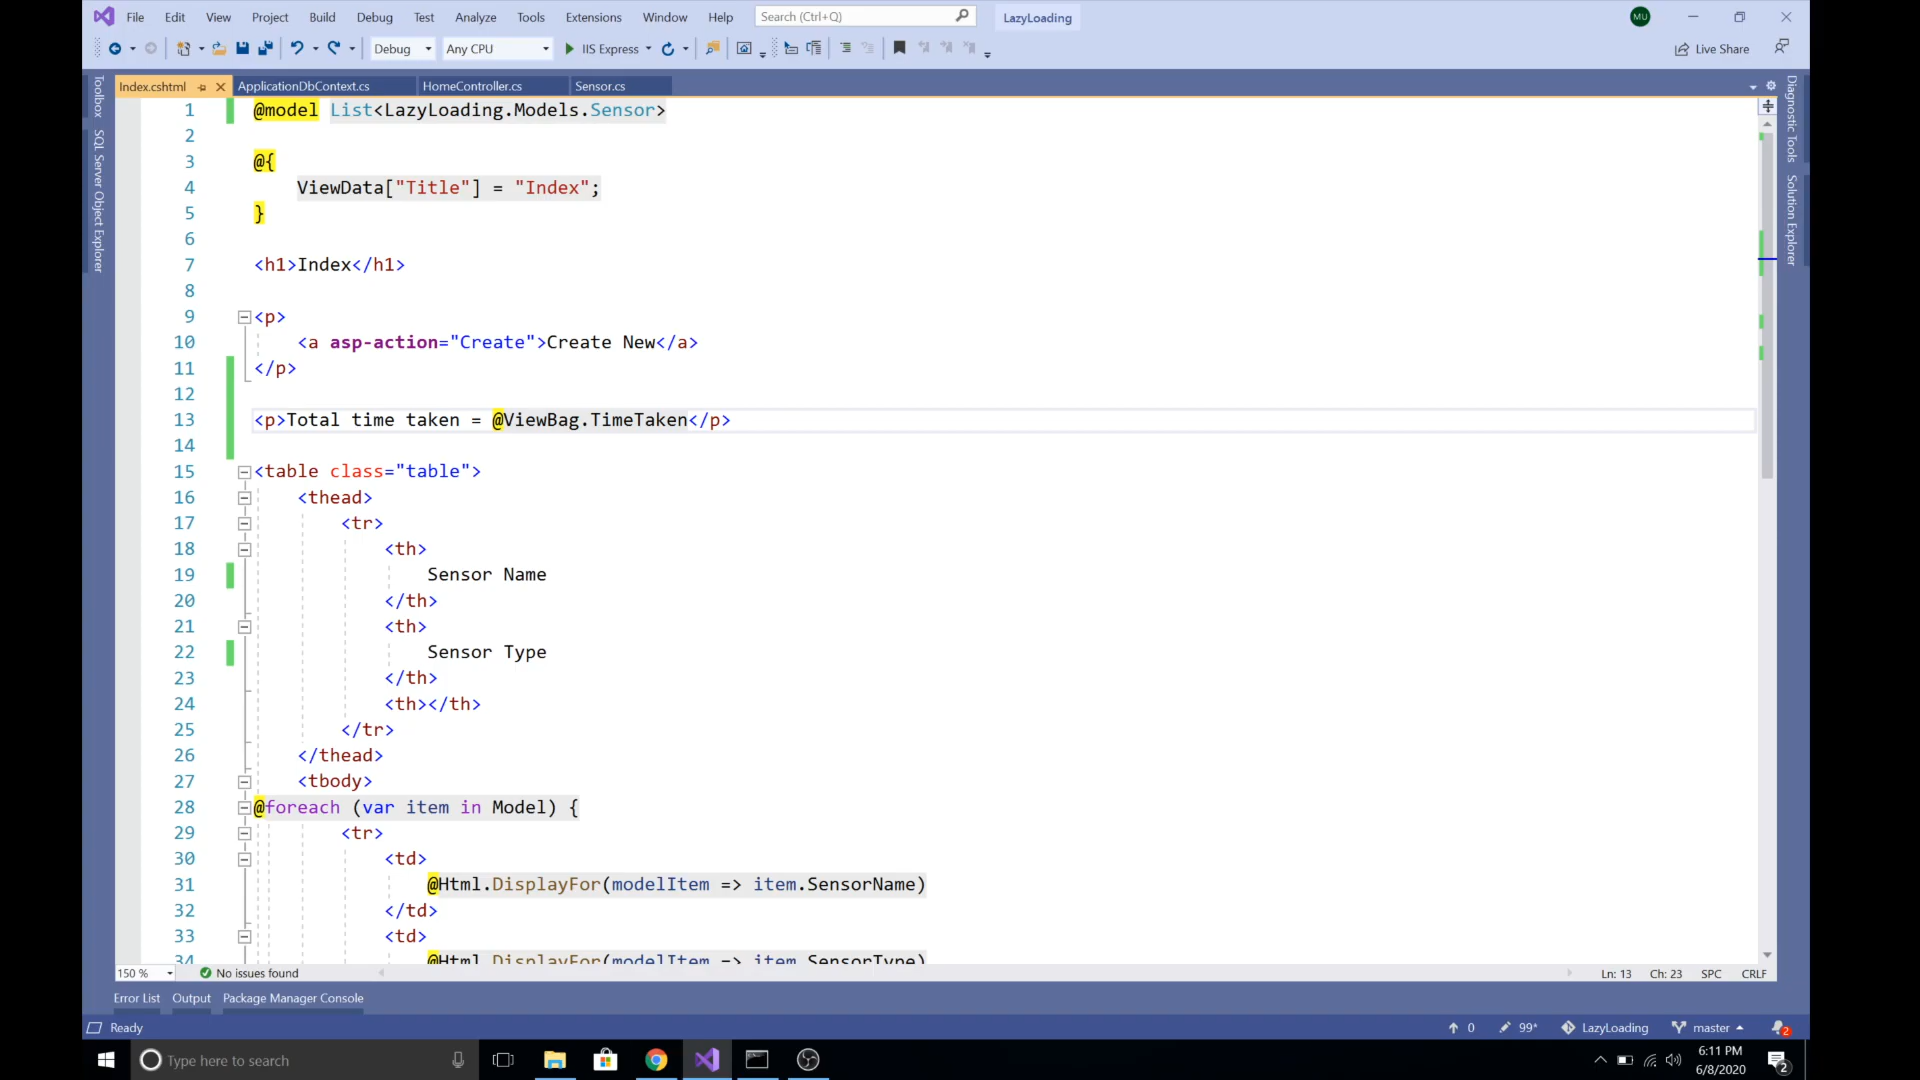 File Edit View Project Build Debug Test Analyze Tools Extensions Window Help Search (Ctrl+Q) LazyLoading MU
Debug Any CPU IIS Express Live Share
Toolbox
SQL Server Object Explorer
Index.cshtml ApplicationDbContext.cs HomeController.cs Sensor.cs
Diagnostic Tools
Solution Explorer
1 @model List<LazyLoading.Models.Sensor>
2
3 @{
4 ViewData["Title"] = "Index";
5 }
6
7 <h1>Index</h1>
8
9 <p>
10 <a asp-action="Create">Create New</a>
11 </p>
12
13 <p>Total time taken = @ViewBag.TimeTaken</p>
14
15 <table class="table">
16 <thead>
17 <tr>
18 <th>
19 Sensor Name
20 </th>
21 <th>
22 Sensor Type
23 </th>
24 <th></th>
25 </tr>
26 </thead>
27 <tbody>
28 @foreach (var item in Model) {
29 <tr>
30 <td>
31 @Html.DisplayFor(modelItem => item.SensorName)
32 </td>
33 <td>
34 @Html.DisplayFor(modelItem => item.SensorType)
150 % No issues found Ln: 13 Ch: 23 SPC CRLF
Error List Output Package Manager Console
Ready 0 99* LazyLoading master 2
Type here to search 6:11 PM
6/8/2020 2